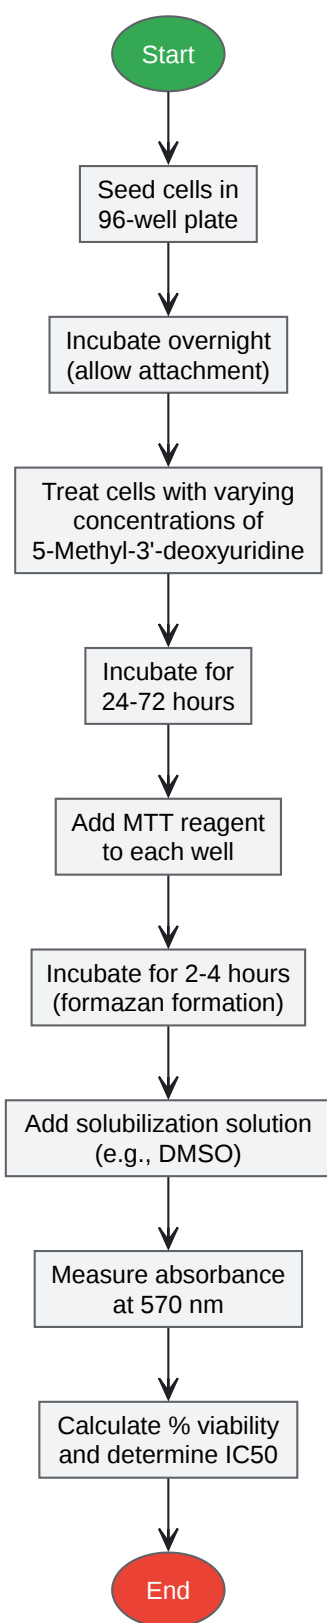 Start
Seed cells in
96-well plate
Incubate overnight
(allow attachment)
Treat cells with varying
concentrations of
5-Methyl-3'-deoxyuridine
Incubate for
24-72 hours
Add MTT reagent
to each well
Incubate for 2-4 hours
(formazan formation)
Add solubilization solution
(e.g., DMSO)
Measure absorbance
at 570 nm
Calculate % viability
and determine IC50
End